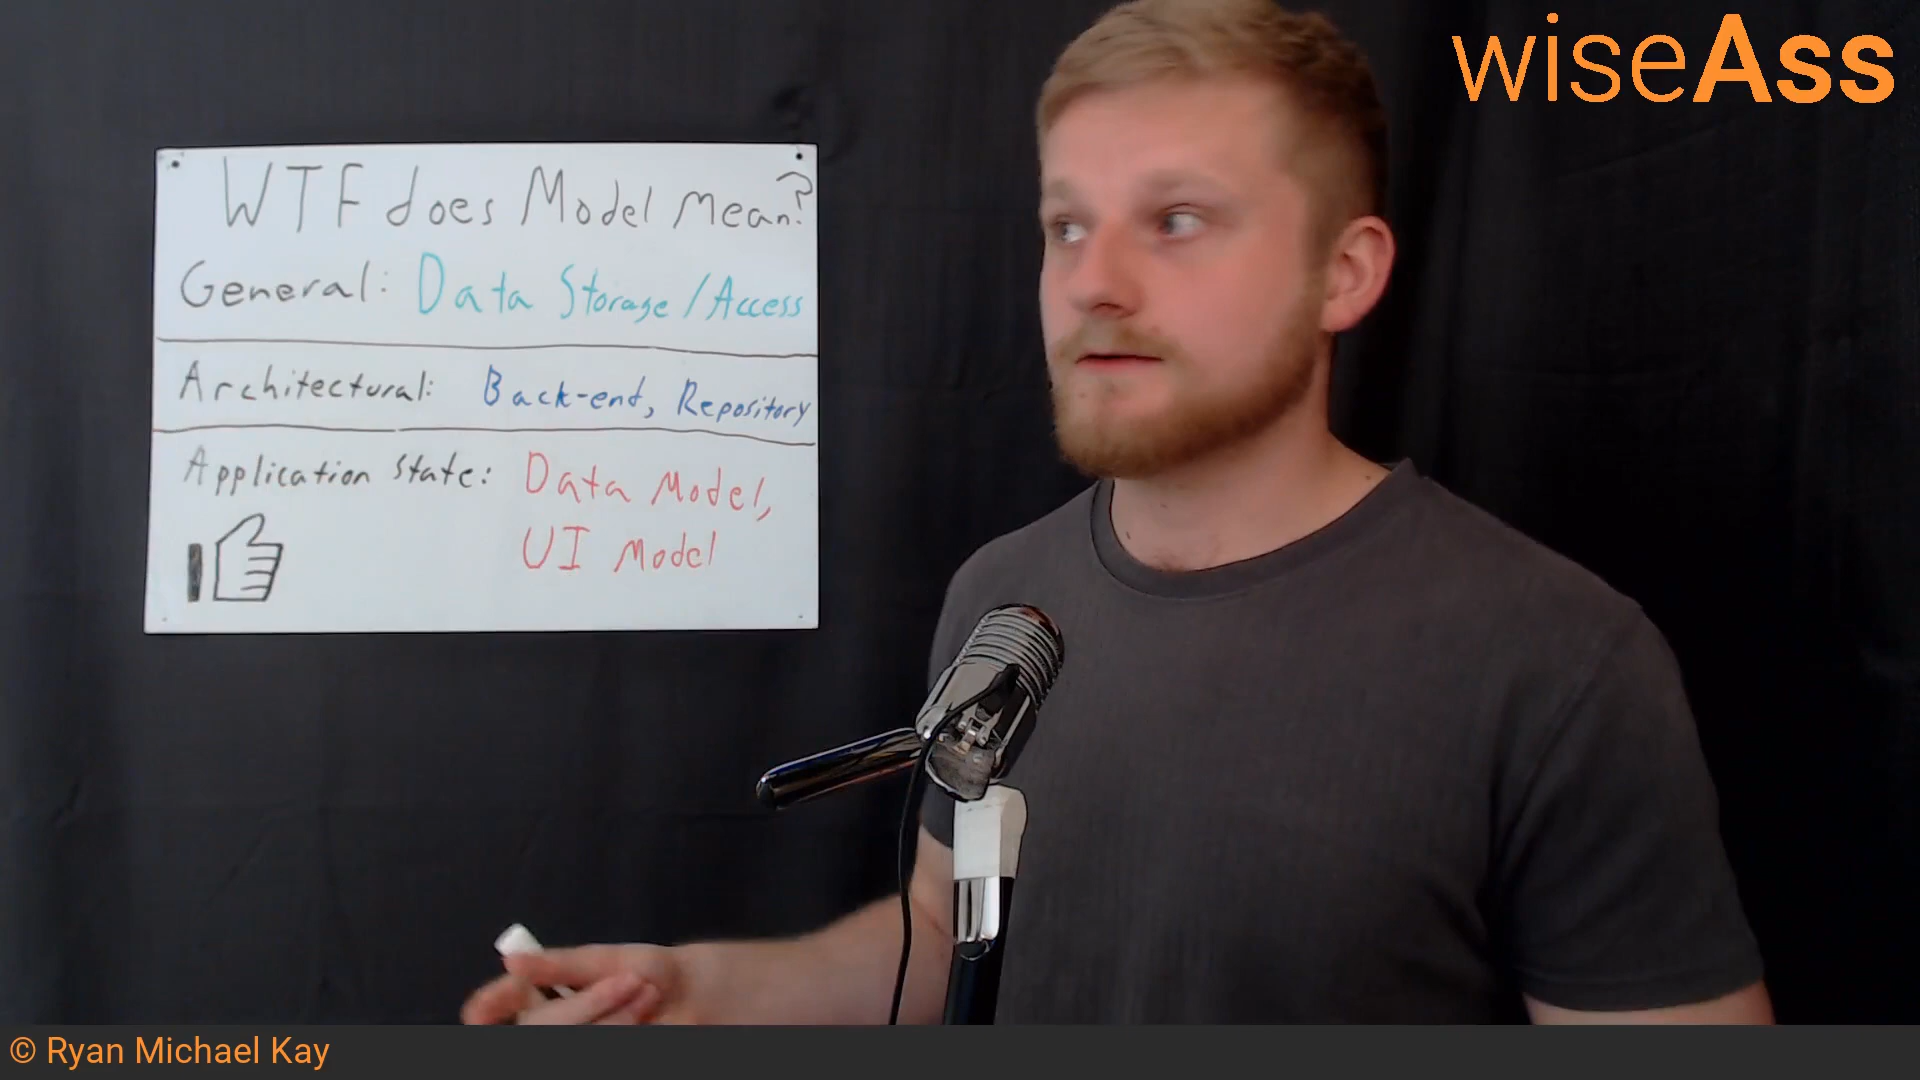 wiseAss
WTF does Model mean?
General: Data Storage/Access
Architectural: Back-end, Repository
Application State: Data Model,
UI Model
© Ryan Michael Kay